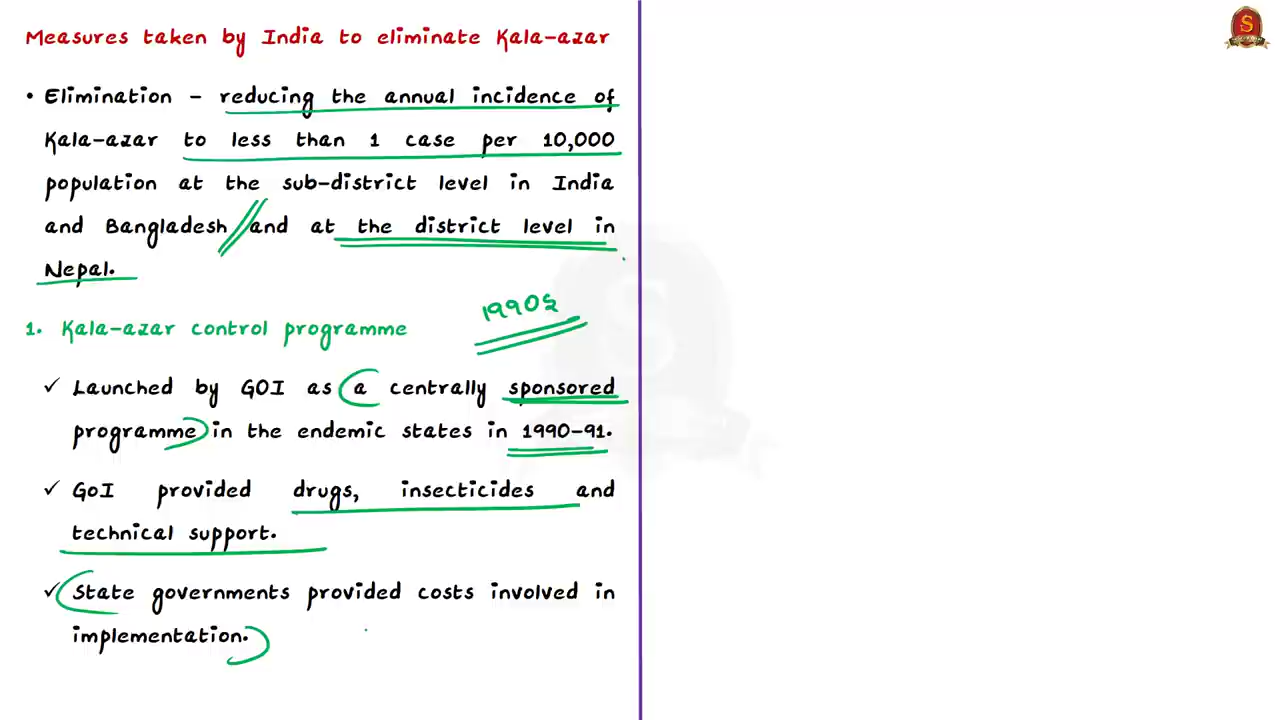 Measures taken by India to eliminate Kala-azar
• Elimination – reducing the annual incidence of
Kala-azar to less than 1 case per 10,000
population at the sub-district level in India
and Bangladesh and at the district level in
Nepal.
1990s
1. Kala-azar control programme
✓ Launched by GOI as a centrally sponsored
programme in the endemic states in 1990-91.
✓ GoI provided drugs, insecticides and
technical support.
✓ State governments provided costs involved in
implementation.
S